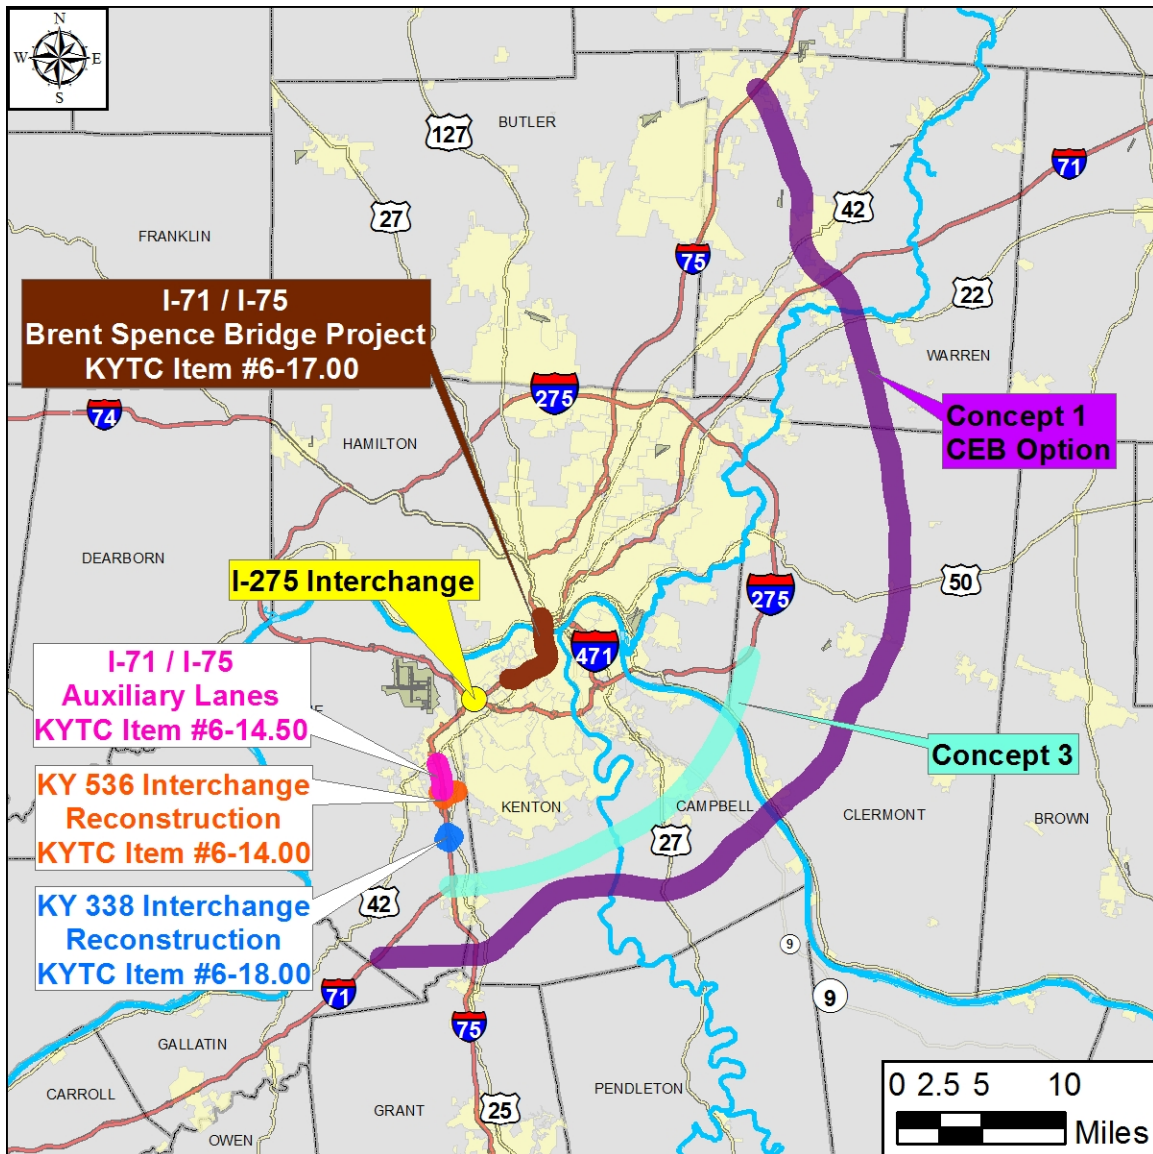 N
W E
S
BUTLER
127
27
71
42
FRANKLIN
75
22
I-71 / I-75
Brent Spence Bridge Project
KYTC Item #6-17.00
WARREN
275
74
Concept 1
CEB Option
HAMILTON
DEARBORN
I-275 Interchange
50
275
471
I-71 / I-75
Auxiliary Lanes
KYTC Item #6-14.50
Concept 3
KY 536 Interchange
Reconstruction
KYTC Item #6-14.00
KENTON
CAMPBELL
CLERMONT
BROWN
27
KY 338 Interchange
Reconstruction
KYTC Item #6-18.00
42
9
71
9
75
GALLATIN
CARROLL
GRANT
25
PENDLETON
OWEN
0 2.5 5 10
Miles